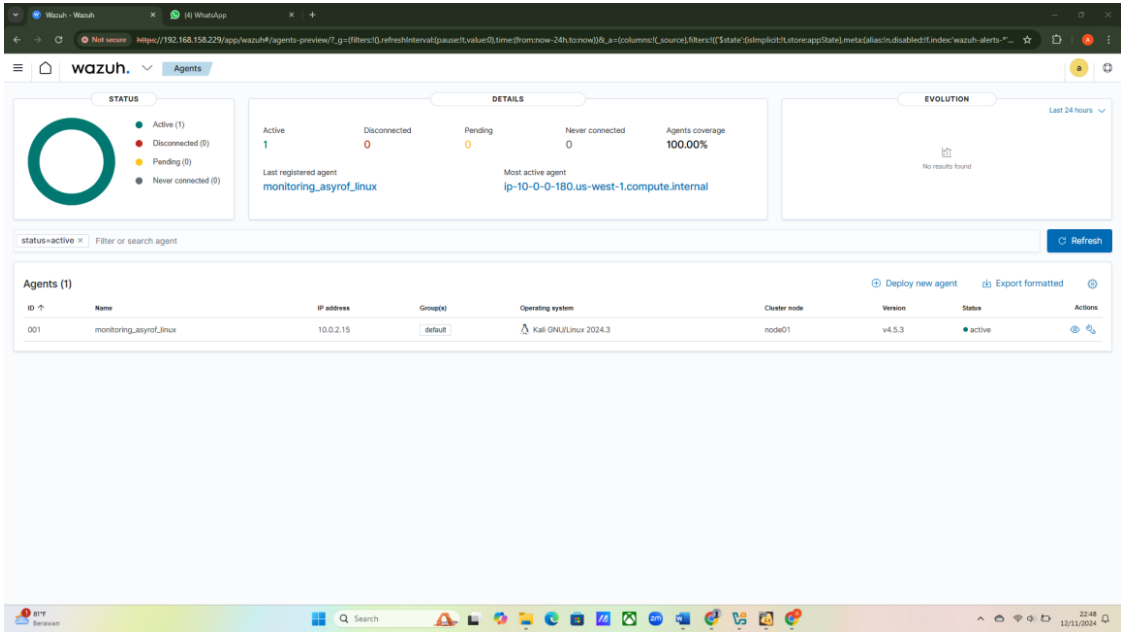 Wazuh - Wazuh
(4) WhatsApp
Not secure https://192.168.158.229/app/wazuh#/agents-preview/?_g=(filters:!(),refreshInterval:(pause:!t,value:0),time:(from:now-24h,to:now))&_a=(columns:!(_source),filters:!(('$state':(isImplicit:!t,store:appState),meta:(alias:!n,disabled:!f,index:'wazuh-alerts-*'...
wazuh. Agents
a
STATUS
Active (1)
Disconnected (0)
Pending (0)
Never connected (0)
DETAILS
Active Disconnected Pending Never connected Agents coverage
1 0 0 0 100.00%
Last registered agent Most active agent
monitoring_asyrof_linux ip-10-0-0-180.us-west-1.compute.internal
EVOLUTION
Last 24 hours
No results found
status=active × Filter or search agent
Refresh
Agents (1)
Deploy new agent Export formatted
ID Name IP address Group(s) Operating system Cluster node Version Status Actions
001 monitoring_asyrof_linux 10.0.2.15 default Kali GNU/Linux 2024.3 node01 v4.5.3 active
1
81°F
Berawan
Search
zm
22:48
12/11/2024